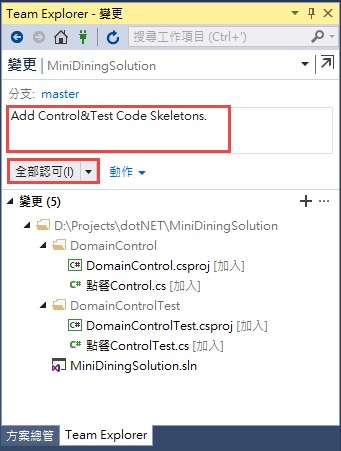 Team Explorer - 變更
搜尋工作項目 (Ctrl+')
變更 | MiniDiningSolution
分支: master
Add Control&Test Code Skeletons.
全部認可(I)
動作
變更 (5)
D:\Projects\dotNET\MiniDiningSolution
DomainControl
C# DomainControl.csproj [加入]
C# 點餐Control.cs [加入]
DomainControlTest
C# DomainControlTest.csproj [加入]
C# 點餐ControlTest.cs [加入]
MiniDiningSolution.sln
方案總管 Team Explorer